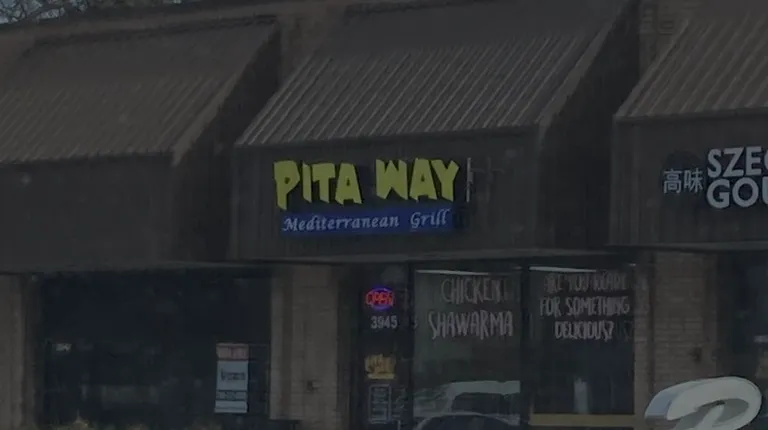 PITA WAY
Mediterranean Grill
高味
SZE
GOU
OPEN
3945
CHICKEN
SHAWARMA
ARE YOU READY
FOR SOMETHING
DELICIOUS?